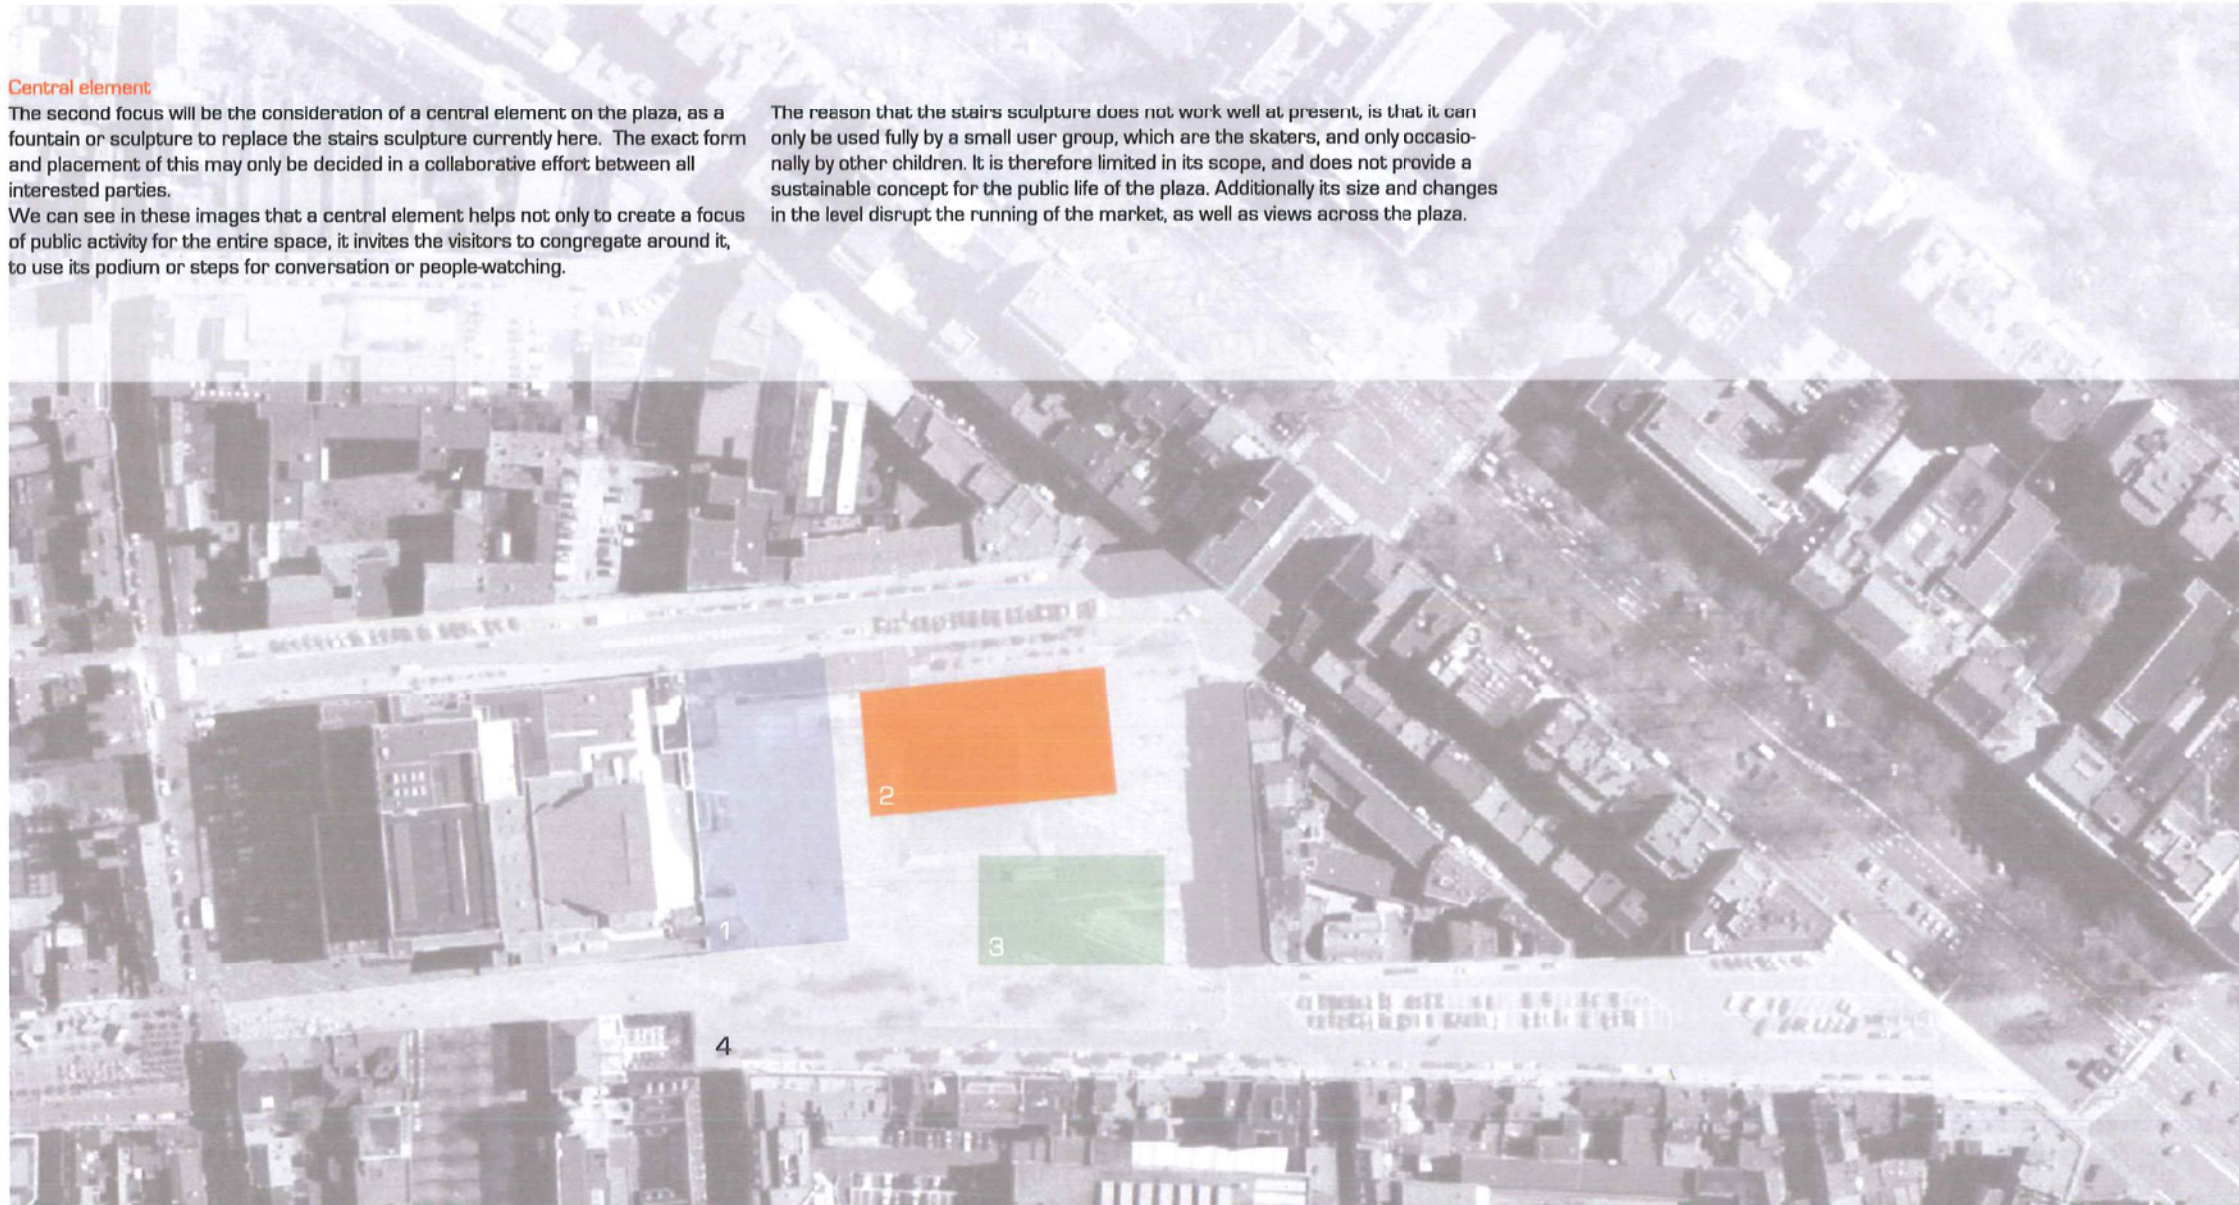 Central element
The second focus will be the consideration of a central element on the plaza, as a
fountain or sculpture to replace the stairs sculpture currently here. The exact form
and placement of this may only be decided in a collaborative effort between all
interested parties.
We can see in these images that a central element helps not only to create a focus
of public activity for the entire space, it invites the visitors to congregate around it,
to use its podium or steps for conversation or people-watching.
The reason that the stairs sculpture does not work well at present, is that it can
only be used fully by a small user group, which are the skaters, and only occasio-
nally by other children. It is therefore limited in its scope, and does not provide a
sustainable concept for the public life of the plaza. Additionally its size and changes
in the level disrupt the running of the market, as well as views across the plaza.
2
1
3
4